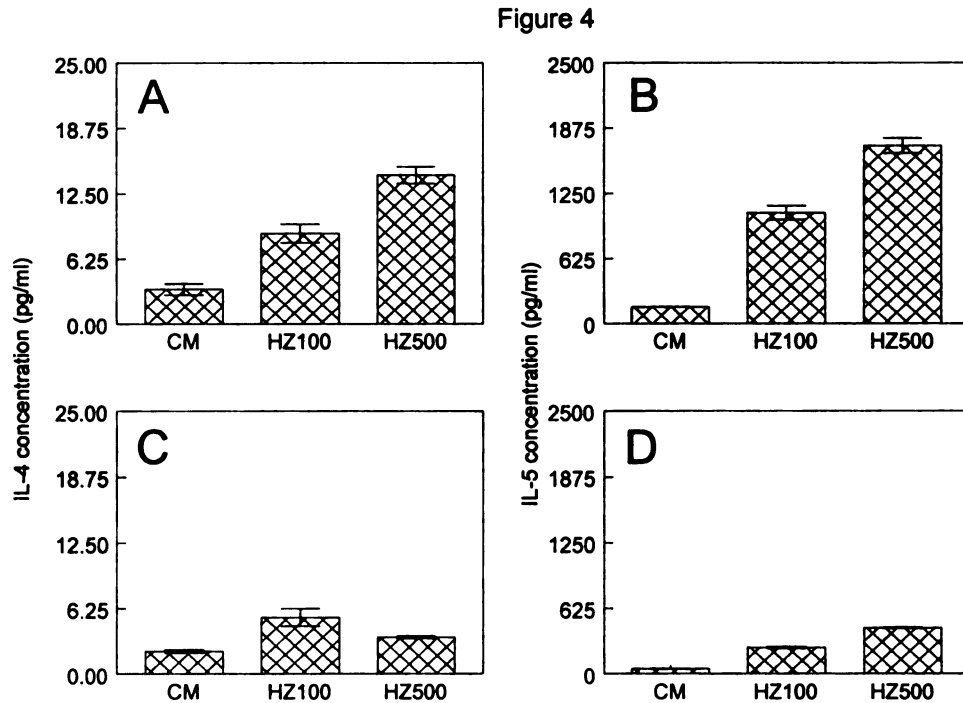 Figure 4
IL-4 concentration (pg/ml)
A
25.00
18.75
12.50
6.25
0.00
CM HZ100 HZ500
IL-5 concentration (pg/ml)
B
2500
1875
1250
625
0
CM HZ100 HZ500
C
25.00
18.75
12.50
6.25
0.00
CM HZ100 HZ500
D
2500
1875
1250
625
0
CM HZ100 HZ500